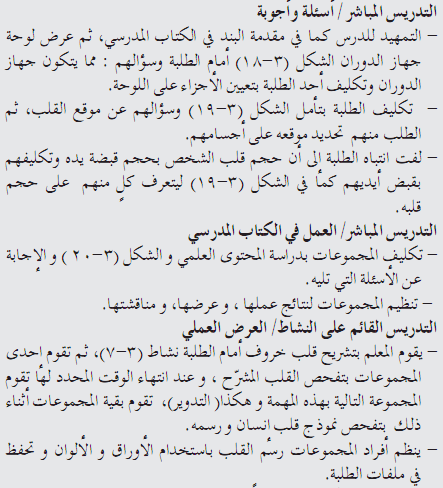 التدريس المباشر / أسئلة وأجوبة
– التمهيد للدرس كما في مقدمة البند في الكتاب المدرسي، ثم عرض لوحة
جهاز الدوران الشكل (٣–١٨) أمام الطلبة وسؤالهم : مما يتكون جهاز
الدوران وتكليف أحد الطلبة بتعيين الأجزاء على اللوحة.
– تكليف الطلبة بتأمل الشكل (٣–١٩) وسؤالهم عن موقع القلب، ثم
الطلب منهم تحديد موقعه على أجسامهم.
– لفت انتباه الطلبة إلى أن حجم قلب الشخص بحجم قبضة يده وتكليفهم
بقبض أيديهم كما في الشكل (٣–١٩) ليتعرف كلٍ منهم على حجم
قلبه.
التدريس المباشر/ العمل في الكتاب المدرسي
– تكليف المجموعات بدراسة المحتوى العلمي و الشكل (٣–٢٠ ) و الإجابة
عن الأسئلة التي تليه.
– تنظيم المجموعات لنتائج عملها ، و عرضها، و مناقشتها.
التدريس القائم على النشاط/ العرض العملي
– يقوم المعلم بتشريح قلب خروف أمام الطلبة نشاط (٣–٧)، ثم تقوم إحدى
المجموعات بتفحص القلب المشرّح ، و عند انتهاء الوقت المحدد لها تقوم
المجموعة التالية بهذه المهمة و هكذا( التدوير)، تقوم بقية المجموعات أثناء
ذلك بتفحص نموذج قلب إنسان و رسمه.
– ينظم أفراد المجموعات رسم القلب باستخدام الأوراق و الألوان و تحفظ
في ملفات الطلبة.